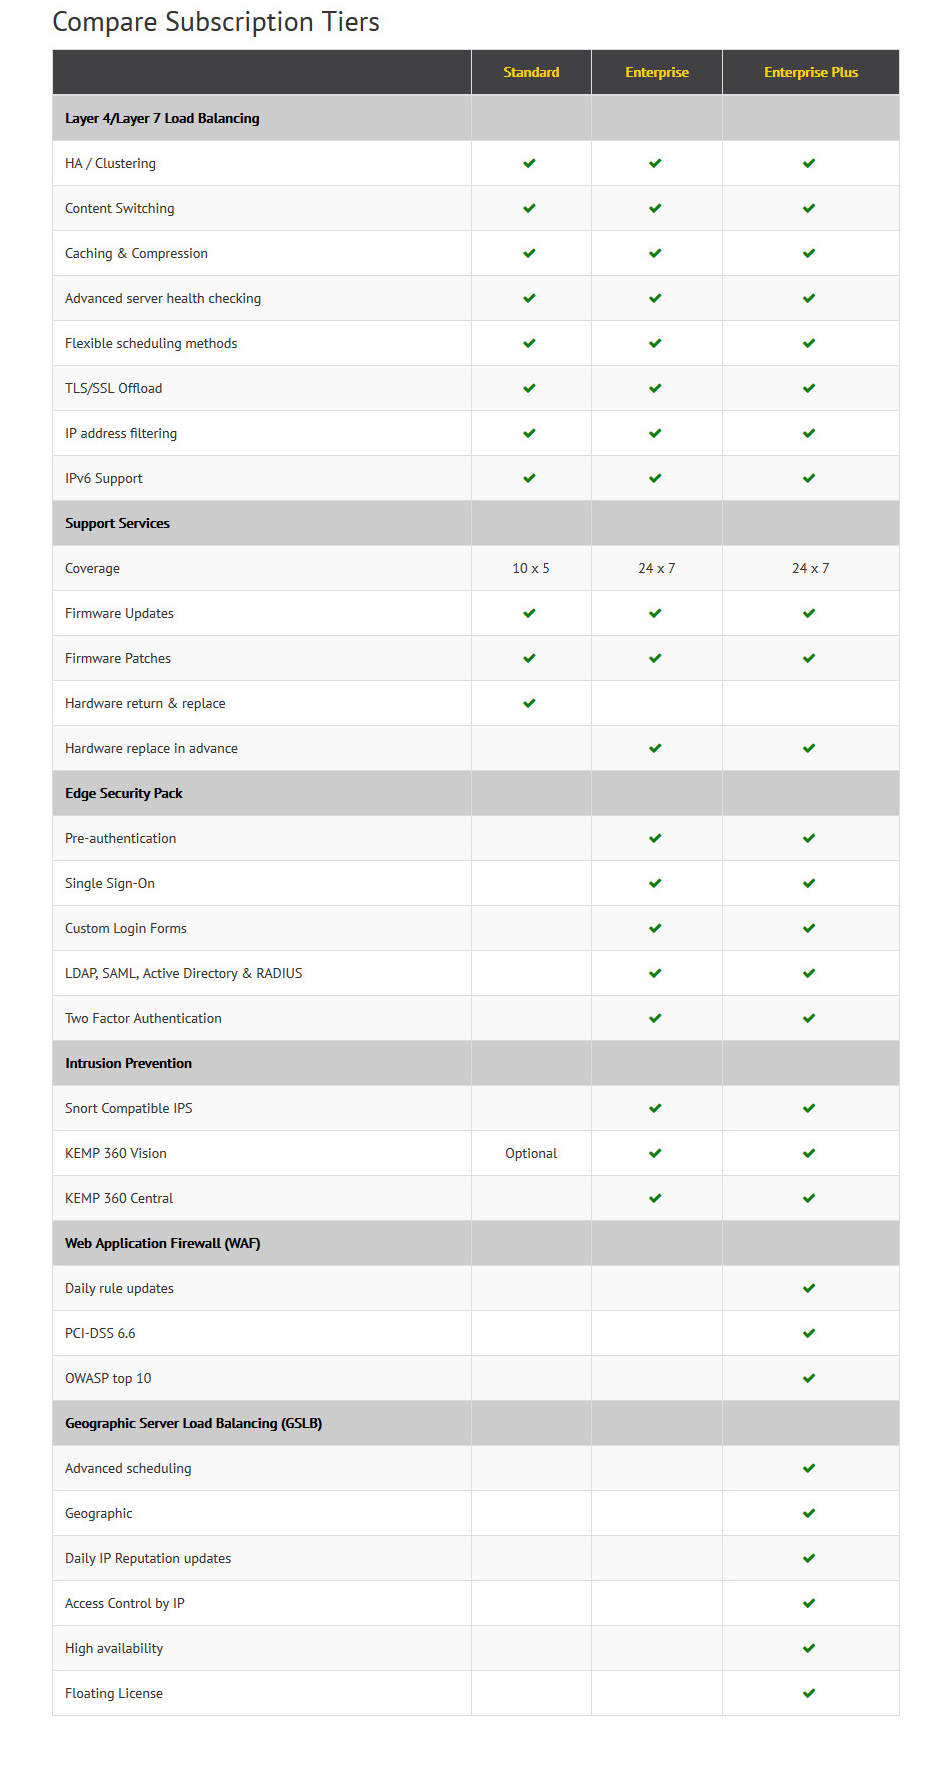 Compare Subscription Tiers
Standard Enterprise Enterprise Plus
Layer 4/Layer 7 Load Balancing
HA / Clustering ✔ ✔ ✔
Content Switching ✔ ✔ ✔
Caching & Compression ✔ ✔ ✔
Advanced server health checking ✔ ✔ ✔
Flexible scheduling methods ✔ ✔ ✔
TLS/SSL Offload ✔ ✔ ✔
IP address filtering ✔ ✔ ✔
IPv6 Support ✔ ✔ ✔
Support Services
Coverage 10 x 5 24 x 7 24 x 7
Firmware Updates ✔ ✔ ✔
Firmware Patches ✔ ✔ ✔
Hardware return & replace ✔
Hardware replace in advance ✔ ✔
Edge Security Pack
Pre-authentication ✔ ✔
Single Sign-On ✔ ✔
Custom Login Forms ✔ ✔
LDAP, SAML, Active Directory & RADIUS ✔ ✔
Two Factor Authentication ✔ ✔
Intrusion Prevention
Snort Compatible IPS ✔ ✔
KEMP 360 Vision Optional ✔ ✔
KEMP 360 Central ✔ ✔
Web Application Firewall (WAF)
Daily rule updates ✔
PCI-DSS 6.6 ✔
OWASP top 10 ✔
Geographic Server Load Balancing (GSLB)
Advanced scheduling ✔
Geographic ✔
Daily IP Reputation updates ✔
Access Control by IP ✔
High availability ✔
Floating License ✔